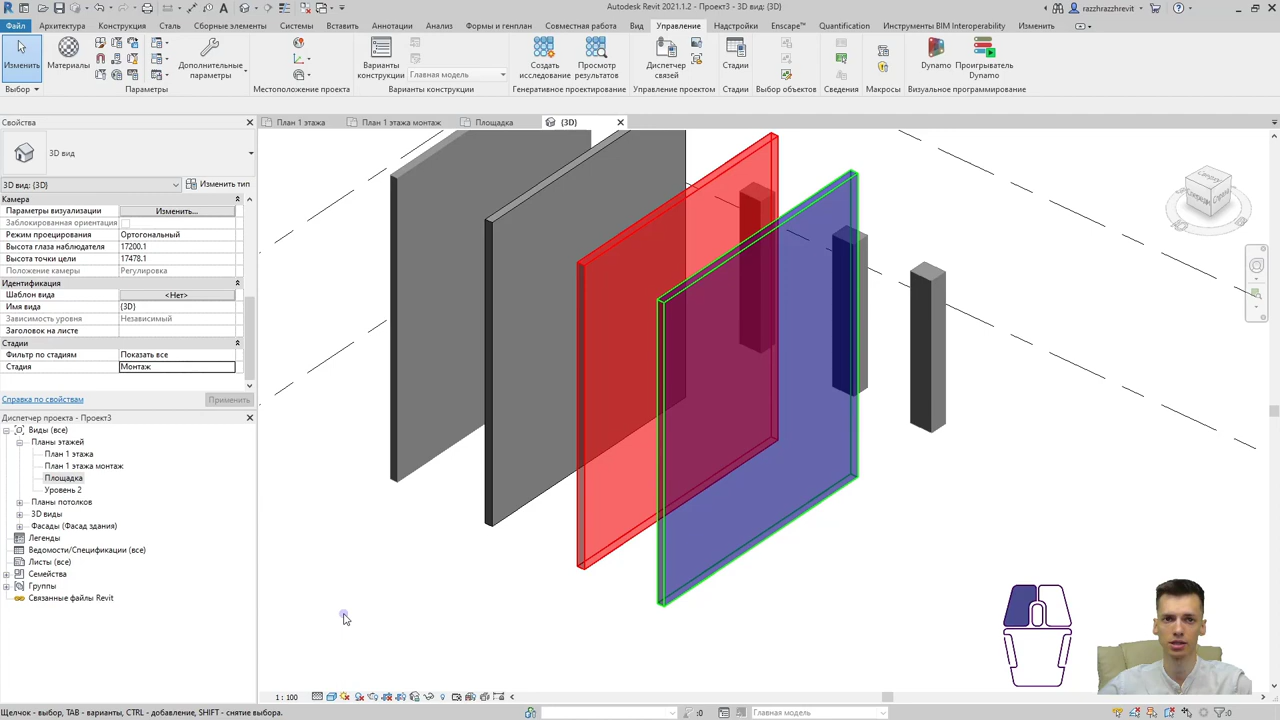 Autodesk Revit 2021.1.2 - Проект3 - 3D вид: {3D}
razzhrazzhrevit
Файл Архитектура Конструкция Сталь Сборные элементы Системы Вставить Аннотации Анализ Формы и генплан Совместная работа Вид Управление Надстройки Enscape™ Quantification Инструменты BIM Interoperability Изменить
Изменить Материалы Дополнительные параметры Варианты конструкции Главная модель Создать исследование Просмотр результатов Диспетчер связей Стадии Dynamo Проигрыватель Dynamo
Выбор Параметры Местоположение проекта Варианты конструкции Генеративное проектирование Управление проектом Стадии Выбор объектов Сведения Макросы Визуальное программирование
Свойства
План 1 этажа План 1 этажа монтаж Площадка {3D}
3D вид
3D вид: {3D} Изменить тип
Камера
Параметры визуализации Изменить...
Заблокированная ориентация
Режим проецирования Ортогональный
Высота глаза наблюдателя 17200.1
Высота точки цели 17478.1
Положение камеры Регулировка
Идентификация
Шаблон вида <Нет>
Имя вида {3D}
Зависимость уровня Независимый
Заголовок на листе
Стадии
Фильтр по стадиям Показать все
Стадия Монтаж
Справка по свойствам Применить
Диспетчер проекта - Проект3
Виды (все)
Планы этажей
План 1 этажа
План 1 этажа монтаж
Площадка
Уровень 2
Планы потолков
3D виды
Фасады (Фасад здания)
Легенды
Ведомости/Спецификации (все)
Листы (все)
Семейства
Группы
Связанные файлы Revit
1 : 100
Щелчок - выбор, TAB - варианты, CTRL - добавление, SHIFT - снятие выбора.
:0 Главная модель :0